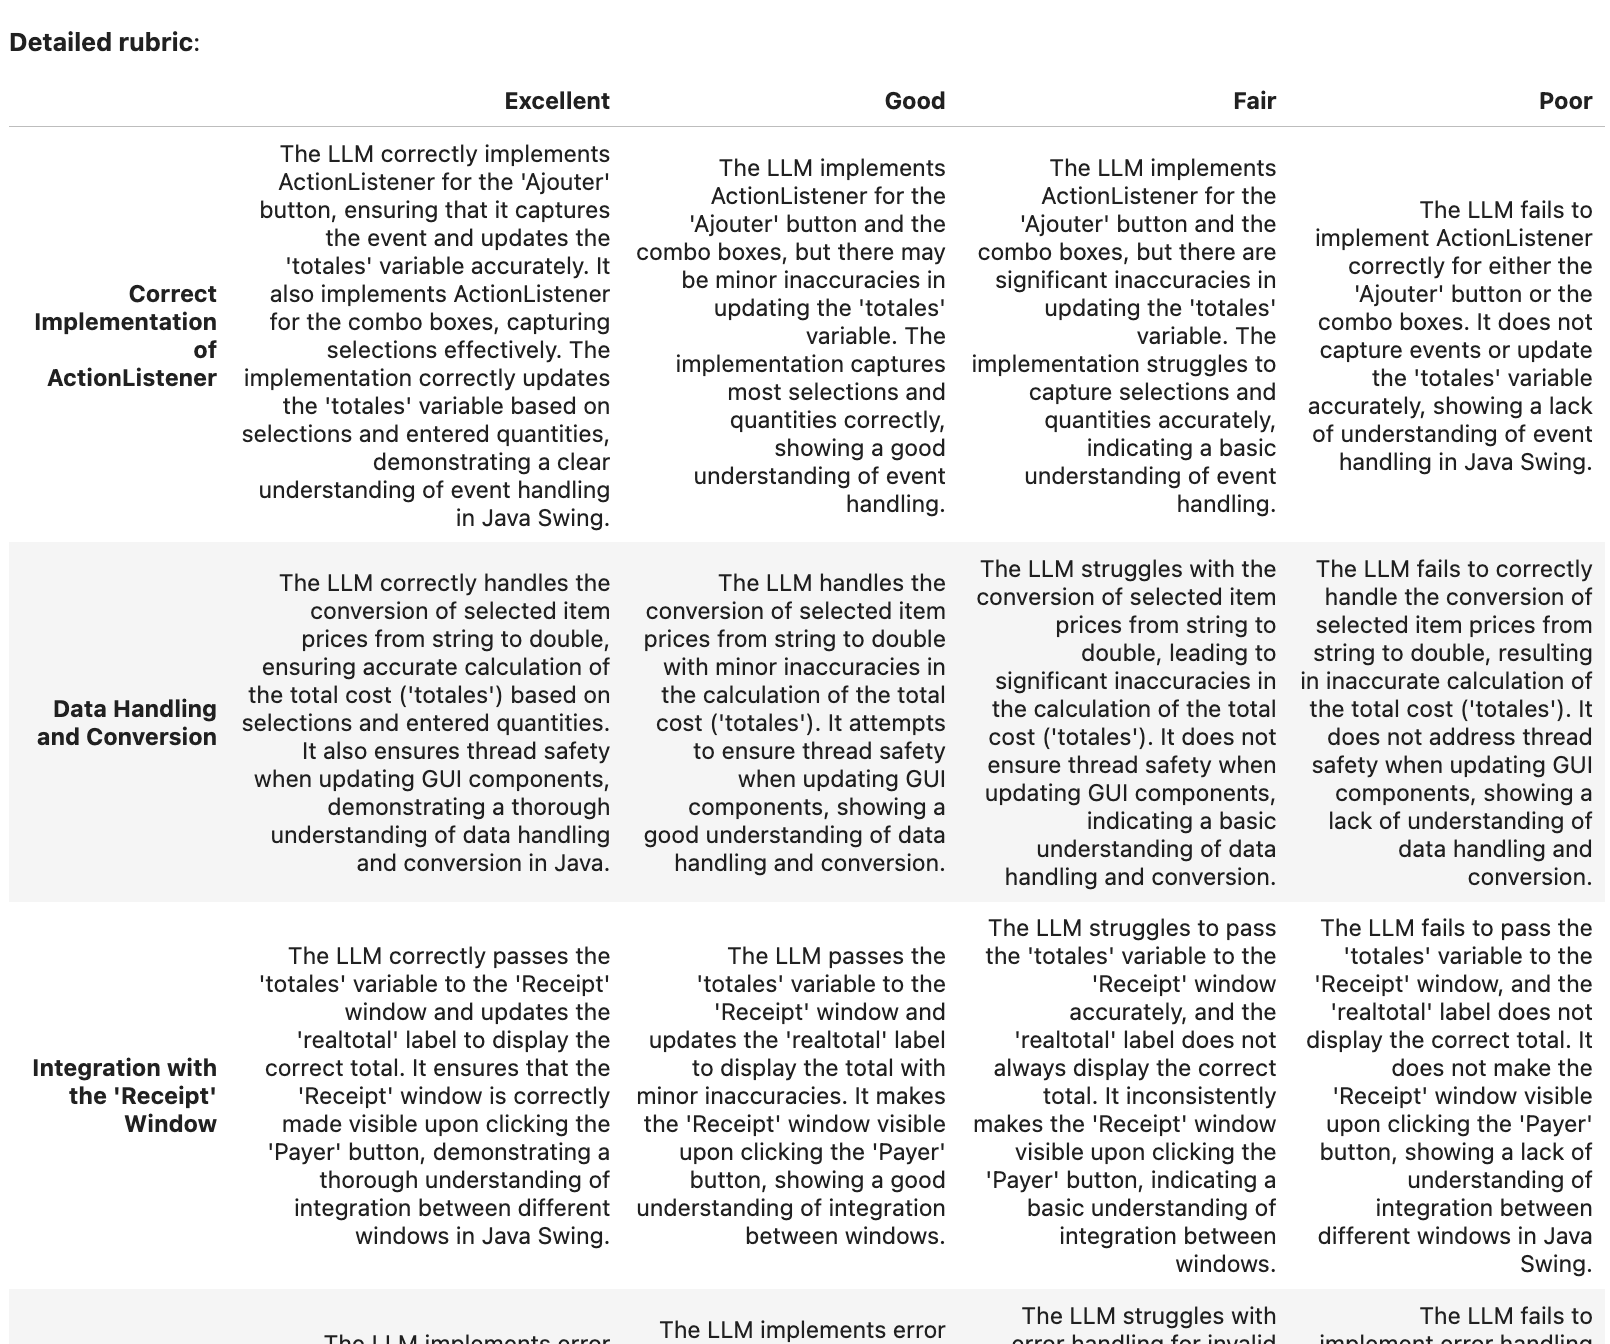 Detailed rubric:
Excellent
Good
Fair
Poor
Correct
Implementation
of
ActionListener
The LLM correctly implements
ActionListener for the 'Ajouter'
button, ensuring that it captures
the event and updates the
'totales' variable accurately. It
also implements ActionListener
for the combo boxes, capturing
selections effectively. The
implementation correctly updates
the 'totales' variable based on
selections and entered quantities,
demonstrating a clear
understanding of event handling
in Java Swing.
The LLM implements
ActionListener for the
'Ajouter' button and the
combo boxes, but there may
be minor inaccuracies in
updating the 'totales'
variable. The
implementation captures
most selections and
quantities correctly,
showing a good
understanding of event
handling.
The LLM implements
ActionListener for the
'Ajouter' button and the
combo boxes, but there are
significant inaccuracies in
updating the 'totales'
variable. The
implementation struggles to
capture selections and
quantities accurately,
indicating a basic
understanding of event
handling.
The LLM fails to
implement ActionListener
correctly for either the
'Ajouter' button or the
combo boxes. It does not
capture events or update
the 'totales' variable
accurately, showing a lack
of understanding of event
handling in Java Swing.
Data Handling
and Conversion
The LLM correctly handles the
conversion of selected item
prices from string to double,
ensuring accurate calculation of
the total cost ('totales') based on
selections and entered quantities.
It also ensures thread safety
when updating GUI components,
demonstrating a thorough
understanding of data handling
and conversion in Java.
The LLM handles the
conversion of selected item
prices from string to double
with minor inaccuracies in
the calculation of the total
cost ('totales'). It attempts
to ensure thread safety
when updating GUI
components, showing a
good understanding of data
handling and conversion.
The LLM struggles with the
conversion of selected item
prices from string to
double, leading to
significant inaccuracies in
the calculation of the total
cost ('totales'). It does not
ensure thread safety when
updating GUI components,
indicating a basic
understanding of data
handling and conversion.
The LLM fails to correctly
handle the conversion of
selected item prices from
string to double, resulting
in inaccurate calculation of
the total cost ('totales'). It
does not address thread
safety when updating GUI
components, showing a
lack of understanding of
data handling and
conversion.
Integration with
the 'Receipt'
Window
The LLM correctly passes the
'totales' variable to the 'Receipt'
window and updates the
'realtotal' label to display the
correct total. It ensures that the
'Receipt' window is correctly
made visible upon clicking the
'Payer' button, demonstrating a
thorough understanding of
integration between different
windows in Java Swing.
The LLM passes the
'totales' variable to the
'Receipt' window and
updates the 'realtotal' label
to display the total with
minor inaccuracies. It makes
the 'Receipt' window visible
upon clicking the 'Payer'
button, showing a good
understanding of integration
between windows.
The LLM struggles to pass
the 'totales' variable to the
'Receipt' window
accurately, and the
'realtotal' label does not
always display the correct
total. It inconsistently
makes the 'Receipt' window
visible upon clicking the
'Payer' button, indicating a
basic understanding of
integration between
windows.
The LLM fails to pass the
'totales' variable to the
'Receipt' window, and the
'realtotal' label does not
display the correct total. It
does not make the
'Receipt' window visible
upon clicking the 'Payer'
button, showing a lack of
understanding of
integration between
different windows in Java
Swing.
The LLM implements error
The LLM implements error
The LLM struggles with
error handling for invalid
The LLM fails to
implement error handling